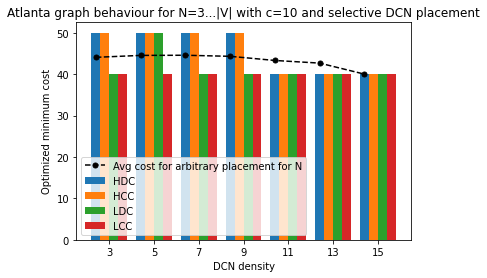 Atlanta graph behaviour for N=3...|V| with c=10 and selective DCN placement
Optimized minimum cost
50
40
30
20
10
0
Avg cost for arbitrary placement for N
HDC
HCC
LDC
LCC
3 5 7 9 11 13 15
DCN density